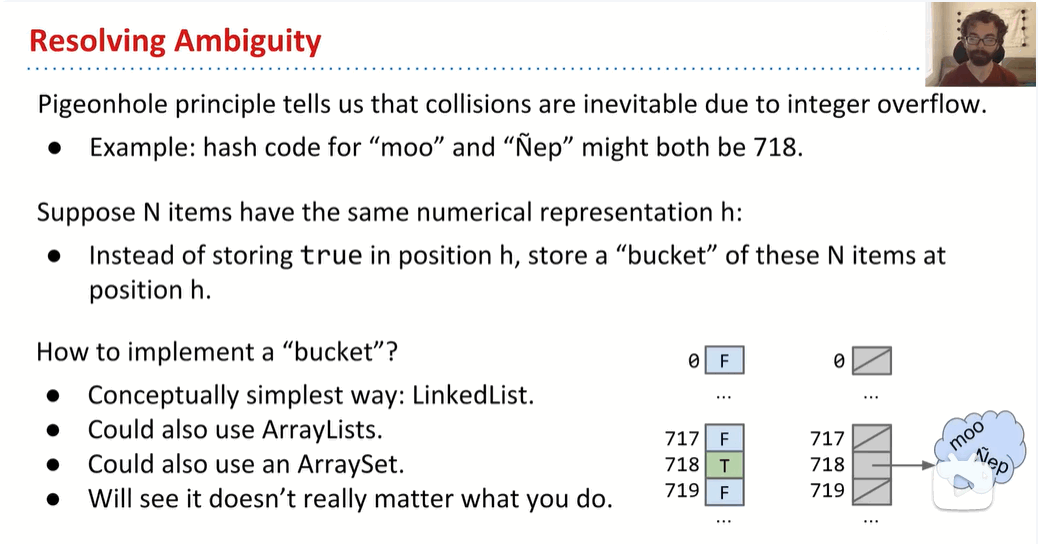 Resolving Ambiguity
Pigeonhole principle tells us that collisions are inevitable due to integer overflow.
● Example: hash code for “moo” and “Ñep” might both be 718.
Suppose N items have the same numerical representation h:
● Instead of storing true in position h, store a “bucket” of these N items at
position h.
How to implement a “bucket”?
● Conceptually simplest way: LinkedList.
● Could also use ArrayLists.
● Could also use an ArraySet.
● Will see it doesn’t really matter what you do.
0 F
...
717 F
718 T
719 F
...
0
...
717
718
719
...
moo
Ñep